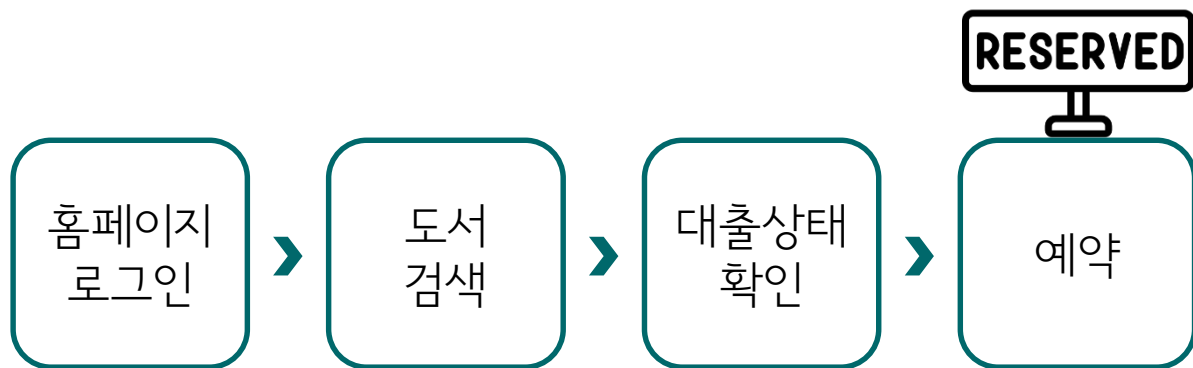 RESERVED
홈페이지
로그인
도서
검색
대출상태
확인
예약